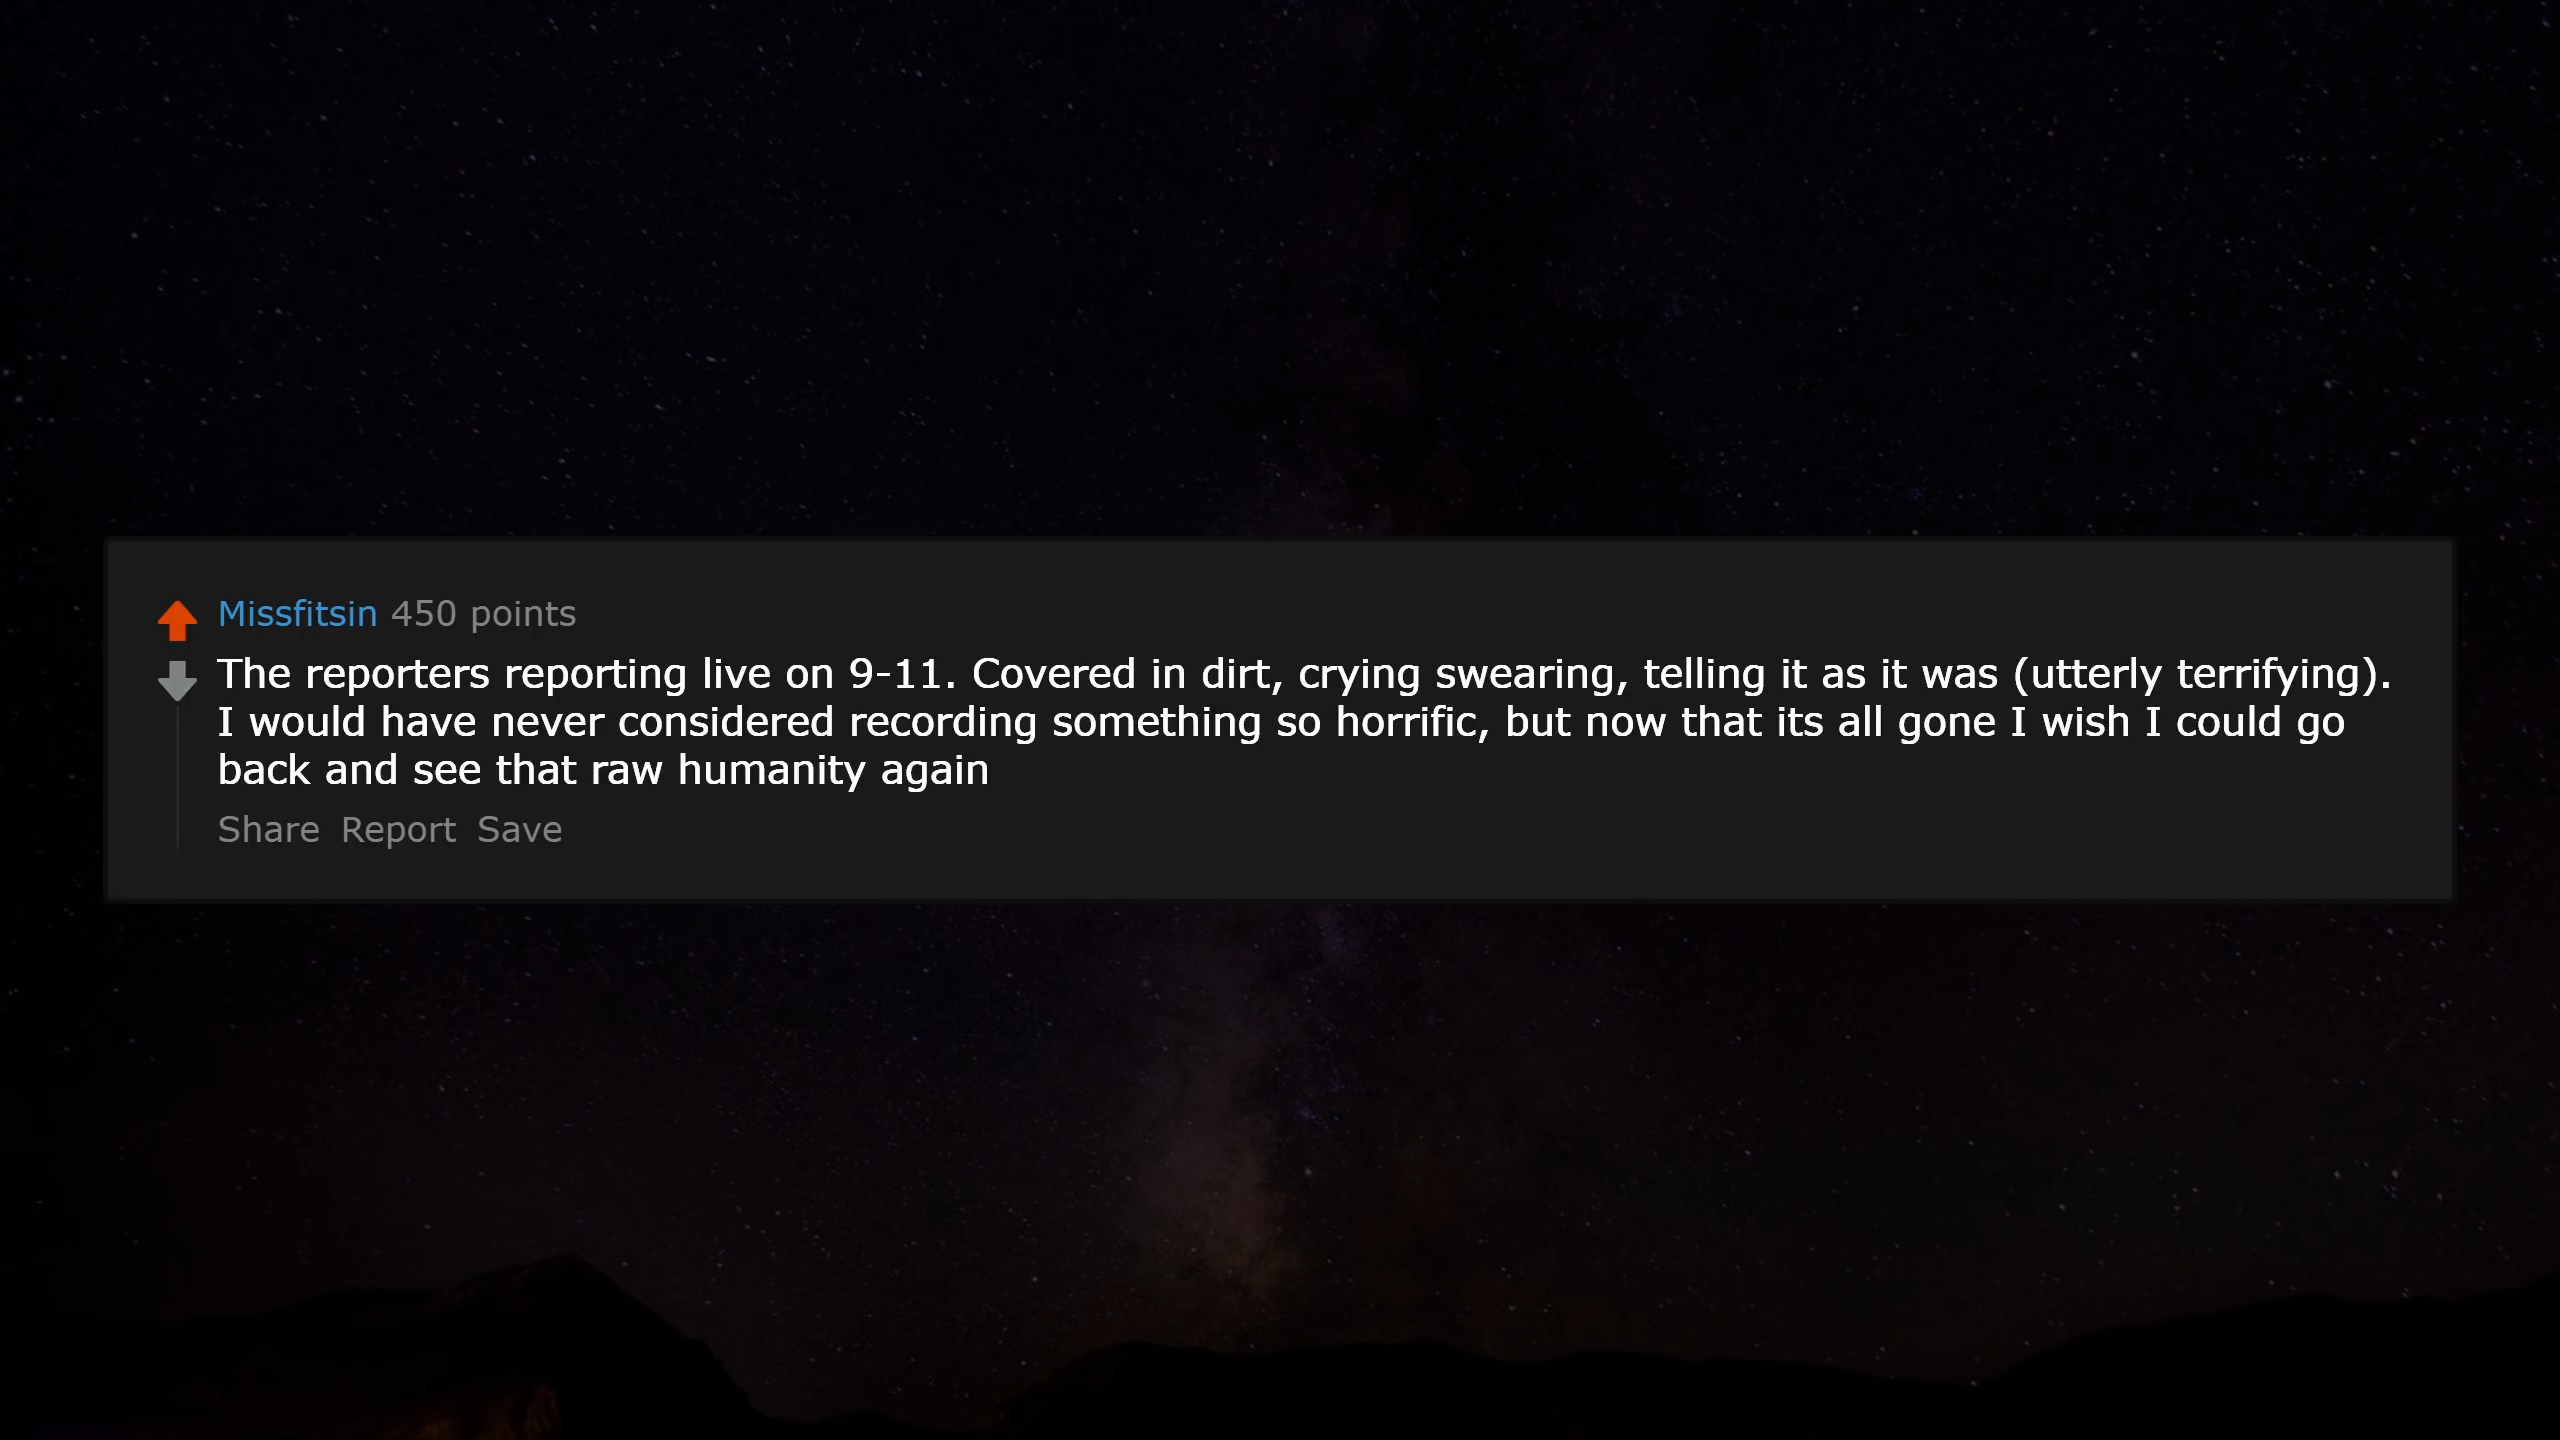 Missfitsin 450 points
The reporters reporting live on 9-11. Covered in dirt, crying swearing, telling it as it was (utterly terrifying).
I would have never considered recording something so horrific, but now that its all gone I wish I could go
back and see that raw humanity again
Share Report Save